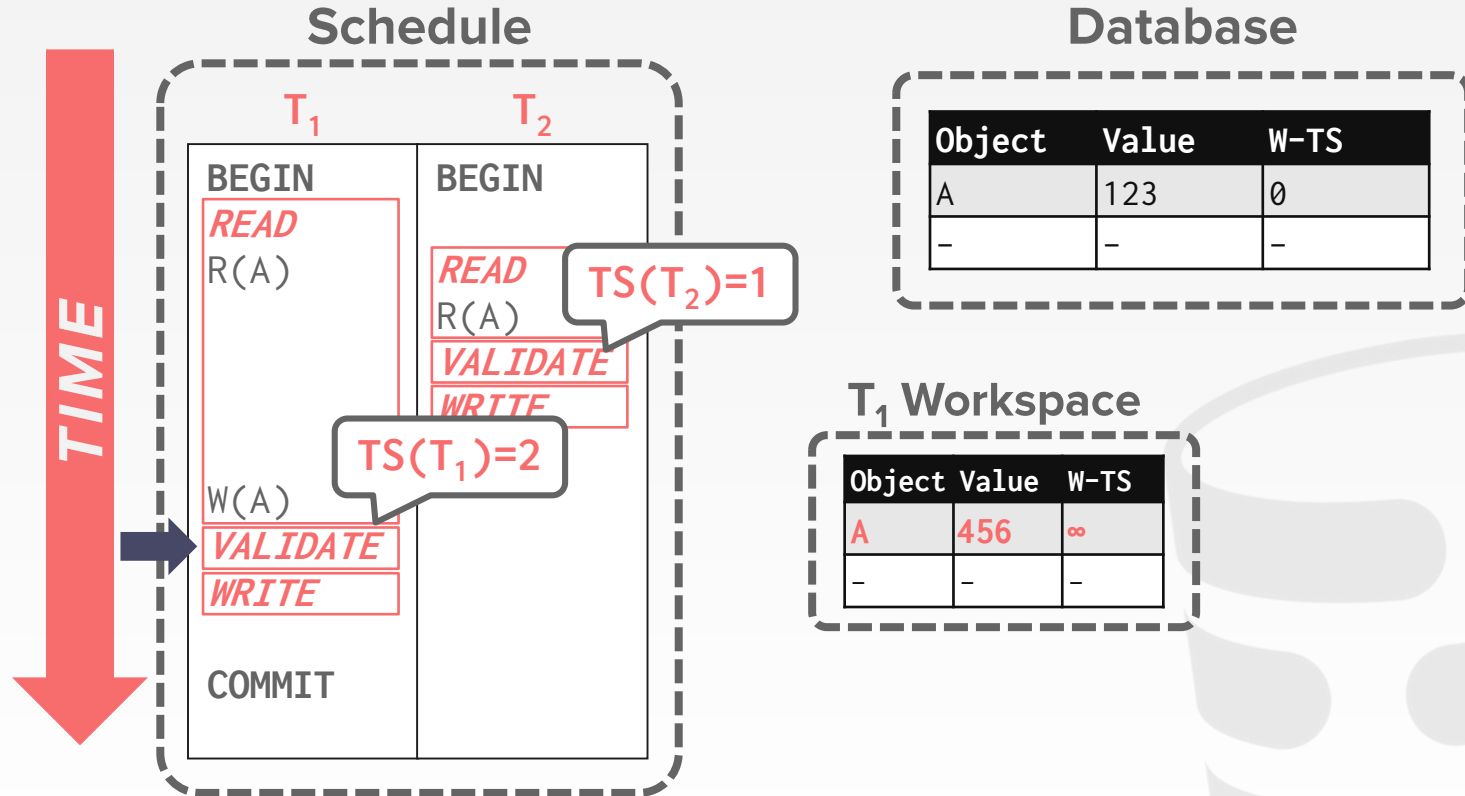 Schedule
TIME
T₁ T₂
BEGIN BEGIN
READ
R(A) READ
TS(T₂)=1
R(A)
VALIDATE
WRITE
TS(T₁)=2
W(A)
VALIDATE
WRITE
COMMIT
Database
Object Value W-TS
A 123 0
– – –
T₁ Workspace
Object Value W-TS
A 456 ∞
– – –